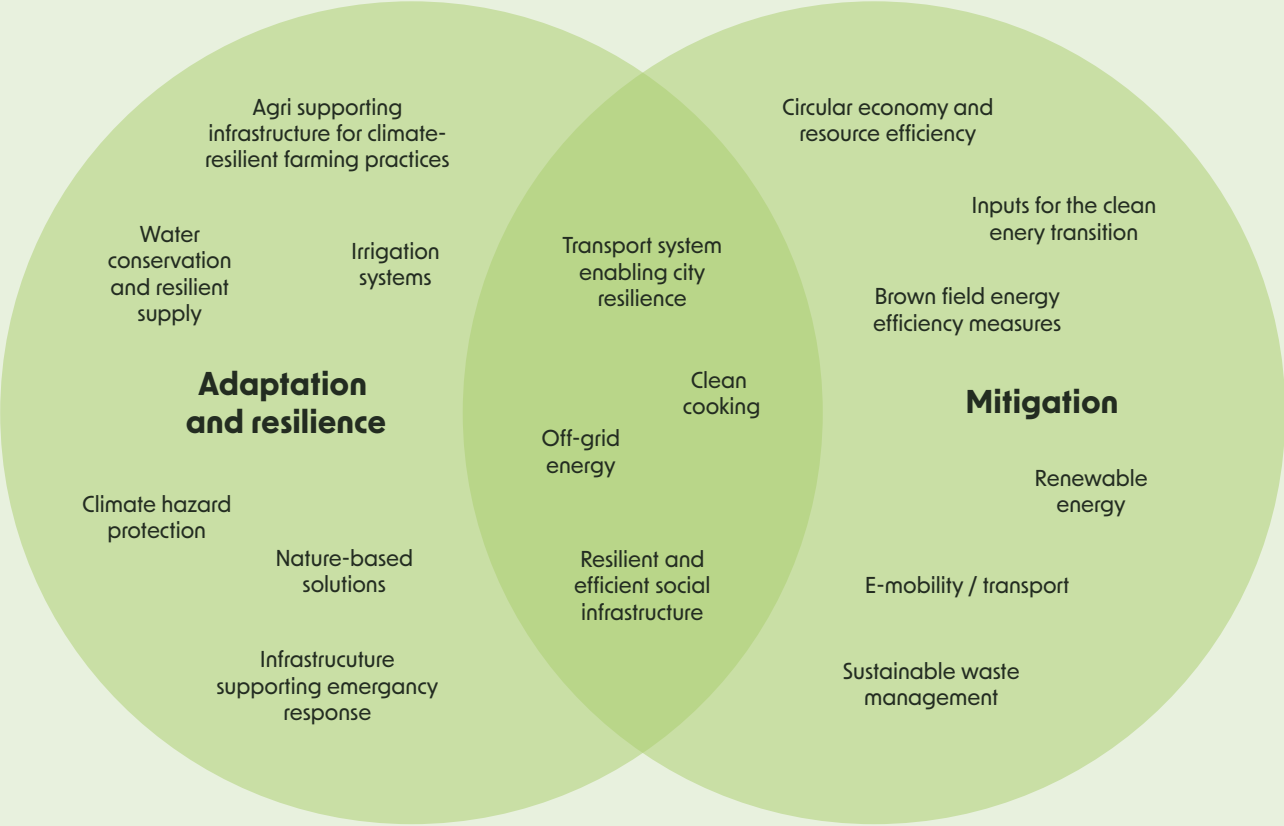 Agri supporting
infrastructure for climate-
resilient farming practices
Water
conservation
and resilient
supply
Irrigation
systems
Adaptation
and resilience
Climate hazard
protection
Nature-based
solutions
Infrastrucuture
supporting emergancy
response
Transport system
enabling city
resilience
Clean
cooking
Off-grid
energy
Resilient and
efficient social
infrastructure
Circular economy and
resource efficiency
Inputs for the clean
enery transition
Brown field energy
efficiency measures
Mitigation
Renewable
energy
E-mobility / transport
Sustainable waste
management